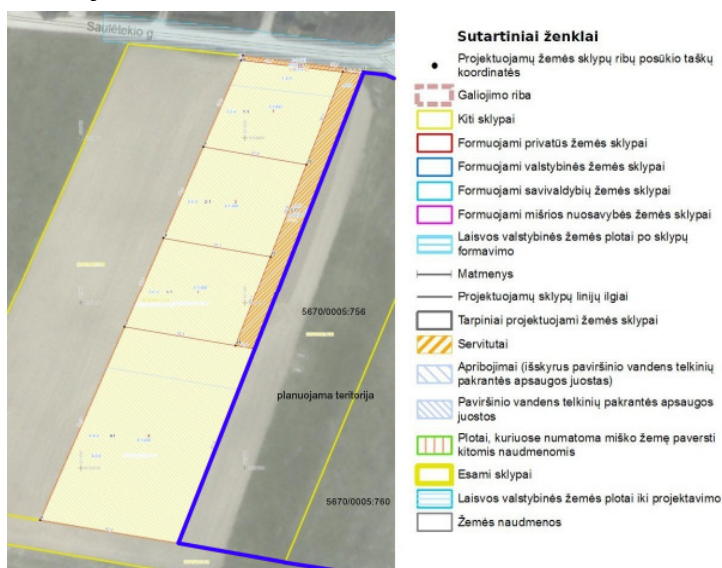 Saulėtekio g.
5670/0005:756
planuojama teritorija
5670/0005:760
Sutartiniai ženklai
Projektuojamų žemės sklypų ribų posūkio taškų
koordinatės
Galiojimo riba
Kiti sklypai
Formuojami privatūs žemės sklypai
Formuojami valstybinės žemės sklypai
Formuojami savivaldybių žemės sklypai
Formuojami mišrios nuosavybės žemės sklypai
Laisvos valstybinės žemės plotai po sklypų
formavimo
Matmenys
Projektuojamų sklypų linijų ilgiai
Tarpiniai projektuojami žemės sklypai
Servitutai
Apribojimai (išskyrus paviršinio vandens telkinių
pakrantės apsaugos juostas)
Paviršinio vandens telkinių pakrantės apsaugos
juostos
Plotai, kuriuose numatoma miško žemę paversti
kitomis naudmenomis
Esami sklypai
Laisvos valstybinės žemės plotai iki projektavimo
Žemės naudmenos